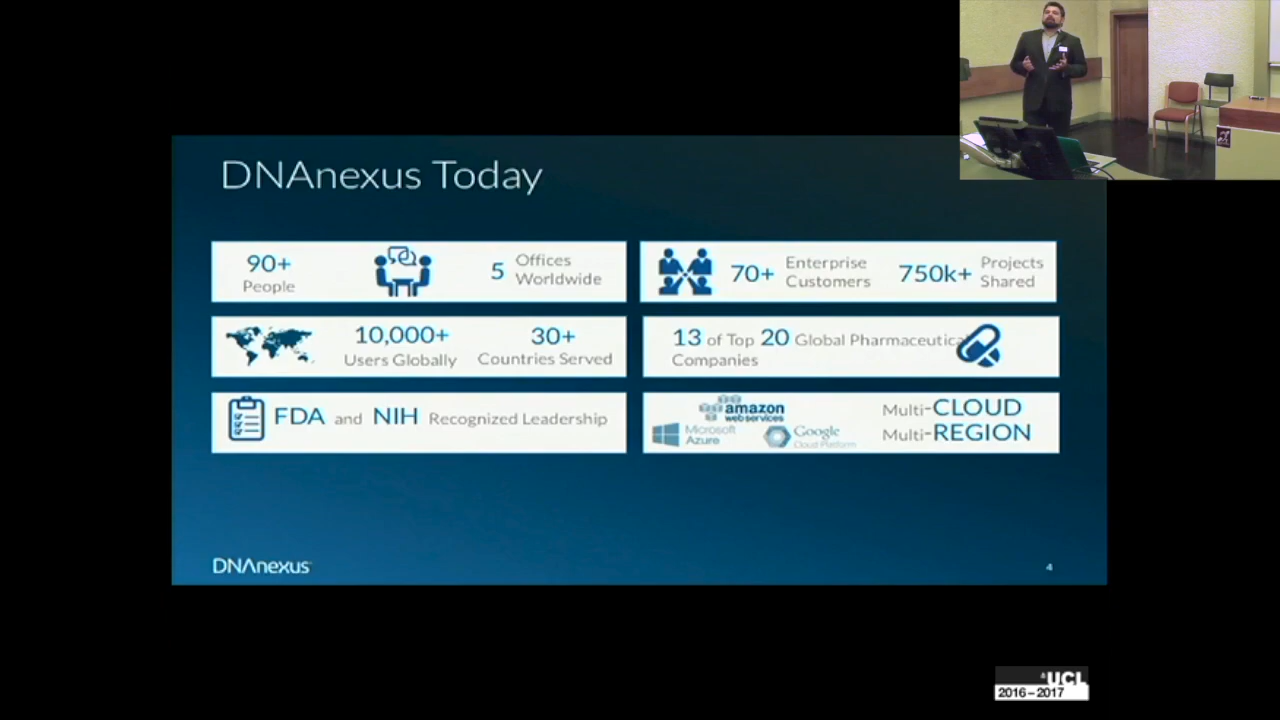 DNAnexus Today
90+
People
5
Offices
Worldwide
70+
Enterprise
Customers
750k+
Projects
Shared
10,000+
Users Globally
30+
Countries Served
13 of Top 20 Global Pharmaceutica
Companies
FDA and NIH Recognized Leadership
amazon
web services
Microsoft
Azure
Google
Cloud Platform
Multi-CLOUD
Multi-REGION
DNAnexus
4
UCL
2016-2017